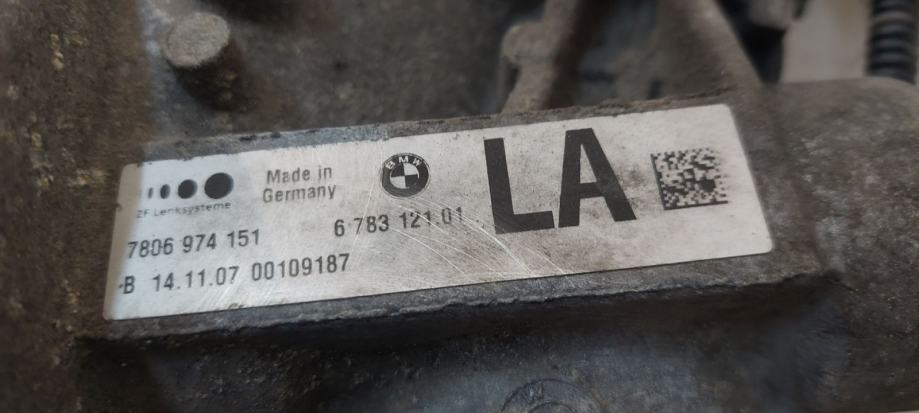 ZF Lenksysteme
Made in
Germany
BMW
LA
7806 974 151
6 783 121.01
B 14.11.07 00109187